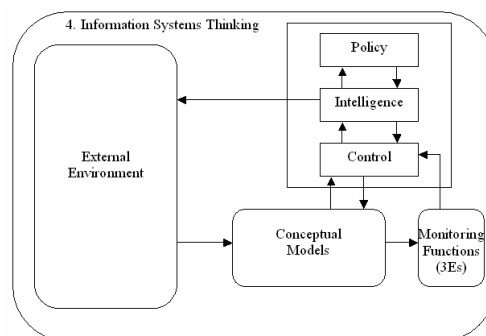 4. Information Systems Thinking
Policy
Intelligence
Control
External
Environment
Conceptual
Models
Monitoring
Functions
(3Es)